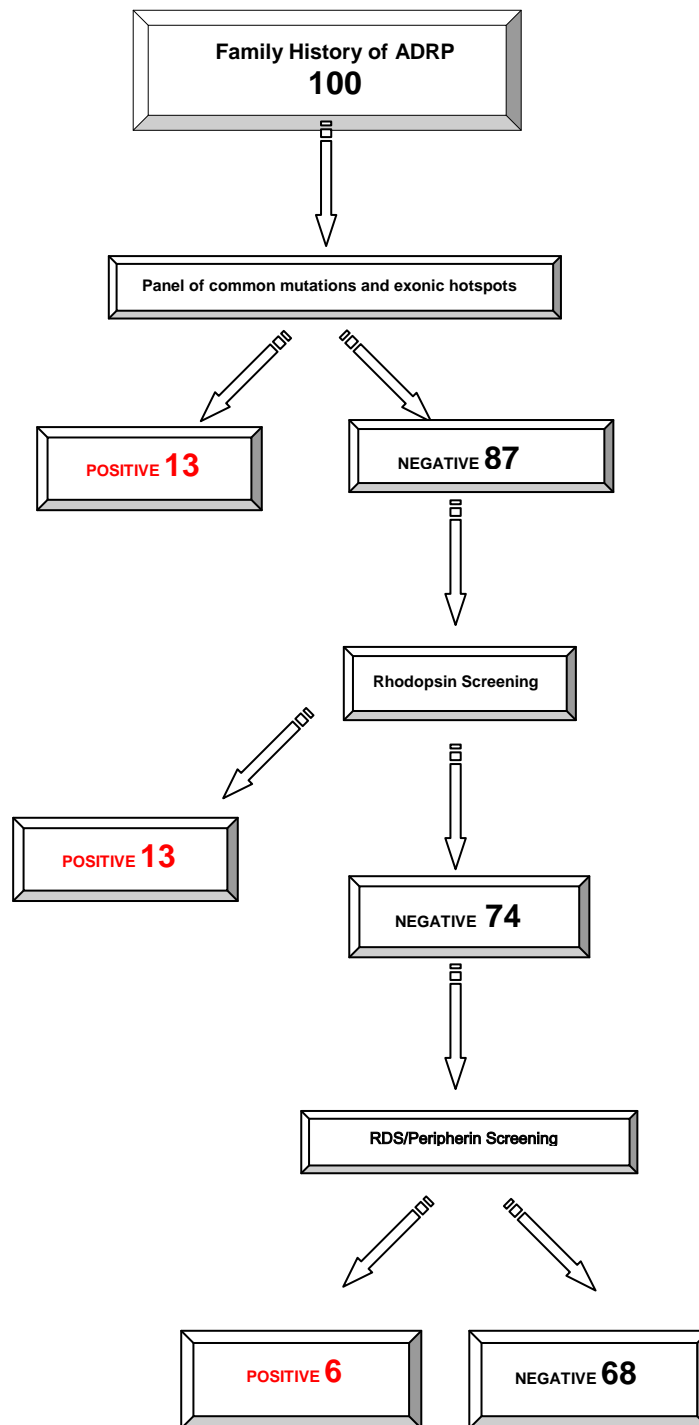 Family History of ADRP
100
Panel of common mutations and exonic hotspots
POSITIVE 13
NEGATIVE 87
Rhodopsin Screening
POSITIVE 13
NEGATIVE 74
RDS/Peripherin Screening
POSITIVE 6
NEGATIVE 68